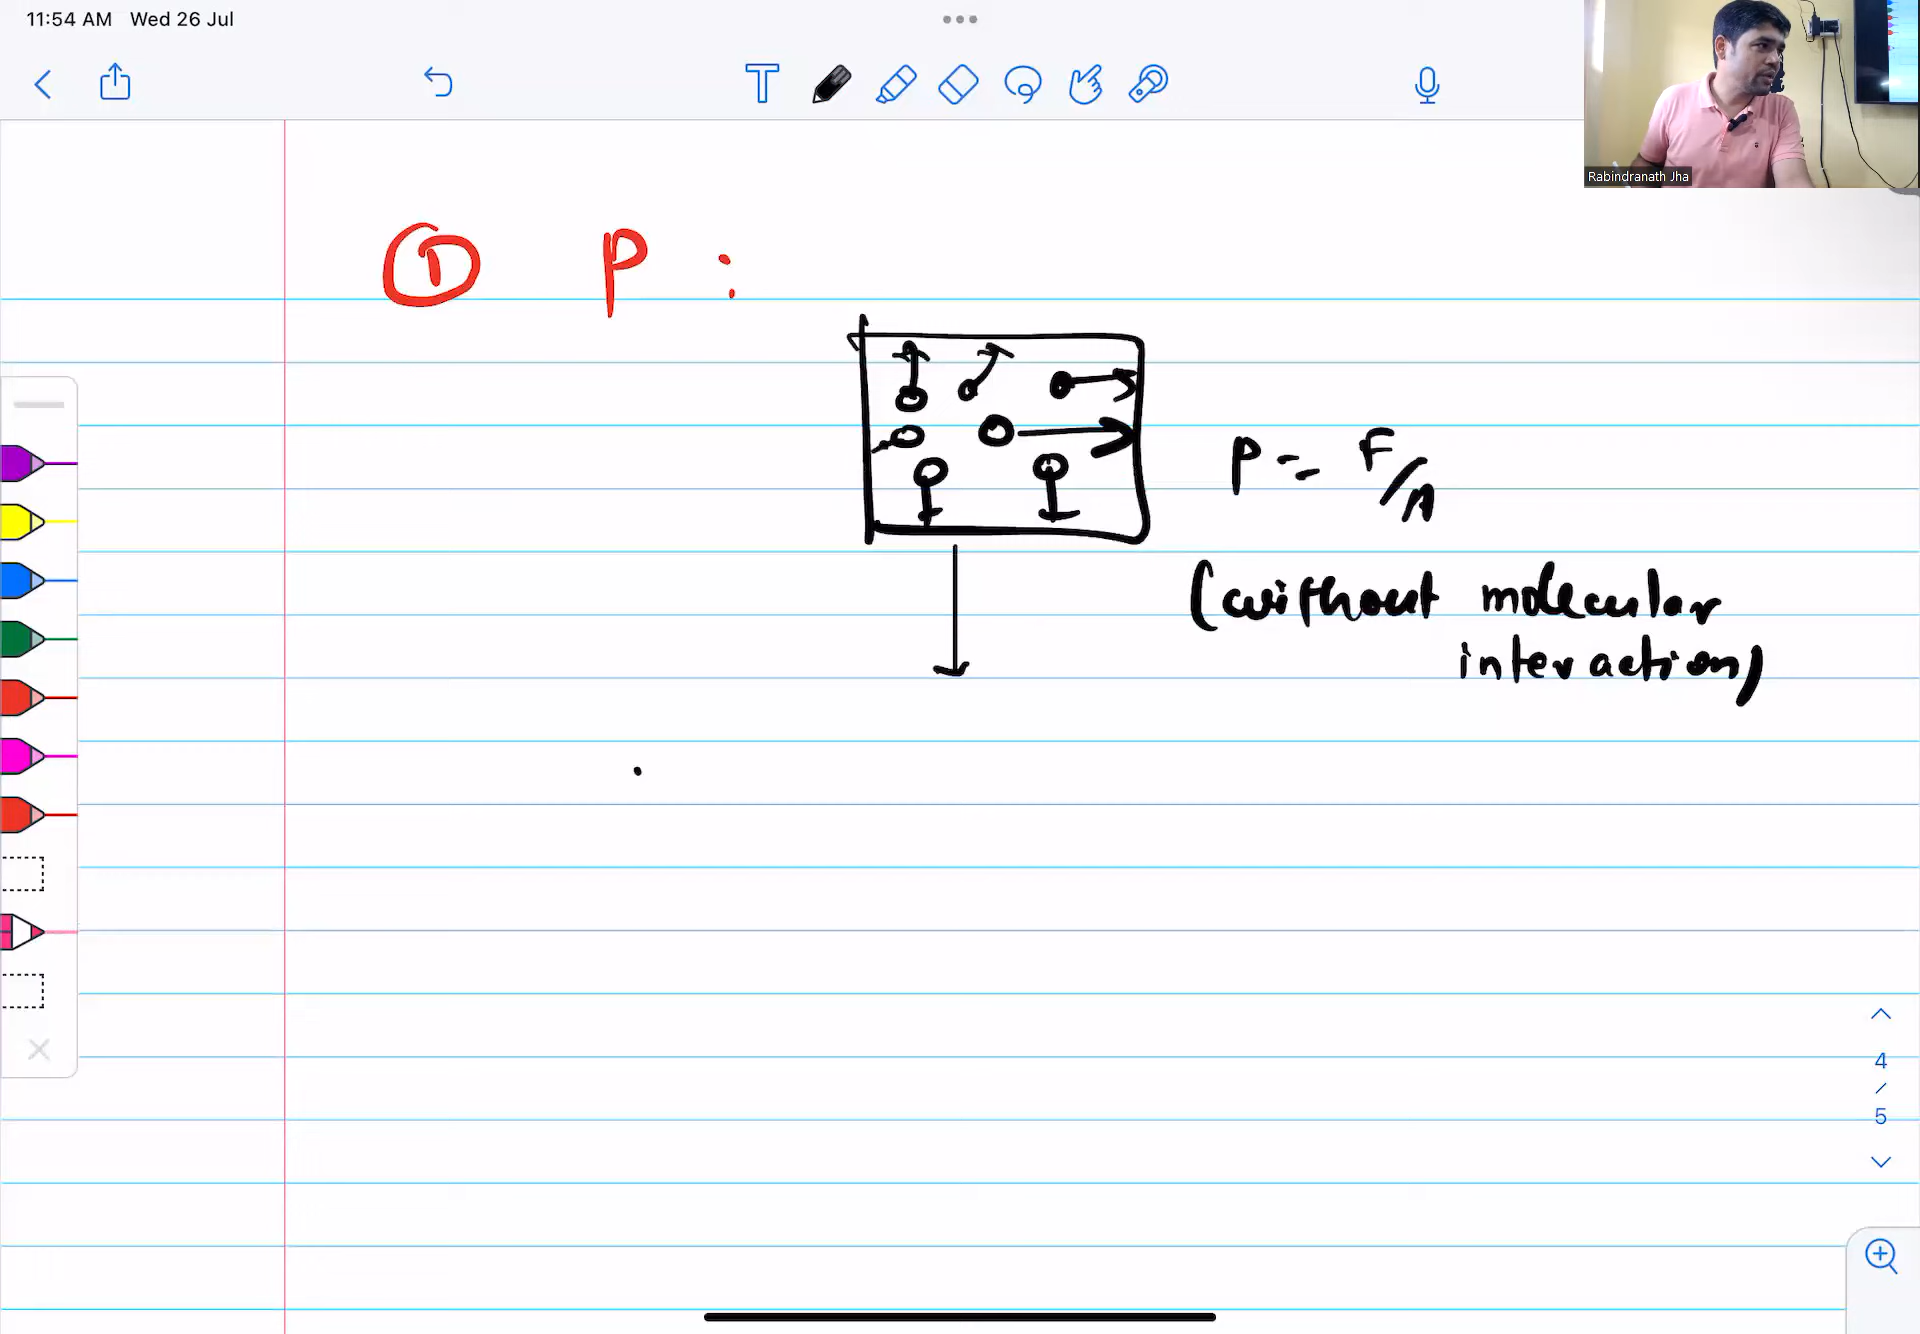 11:54 AM Wed 26 Jul
T
Rabindranath Jha
① P :
P = F/A
(without molecular
interaction)
4
/
5